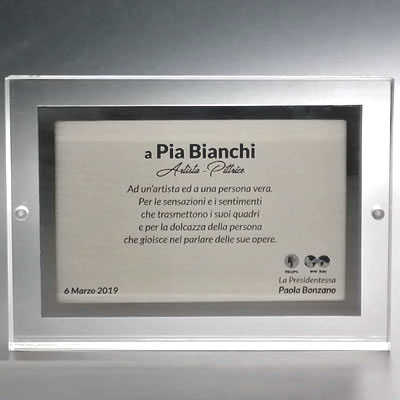 a Pia Bianchi
Artista - Pittrice
Ad un'artista ed a una persona vera.
Per le sensazioni e i sentimenti
che trasmettono i suoi quadri
e per la dolcazza della persona
che gioisce nel parlare delle sue opere.
La Presidentessa
6 Marzo 2019 Paola Bonzano